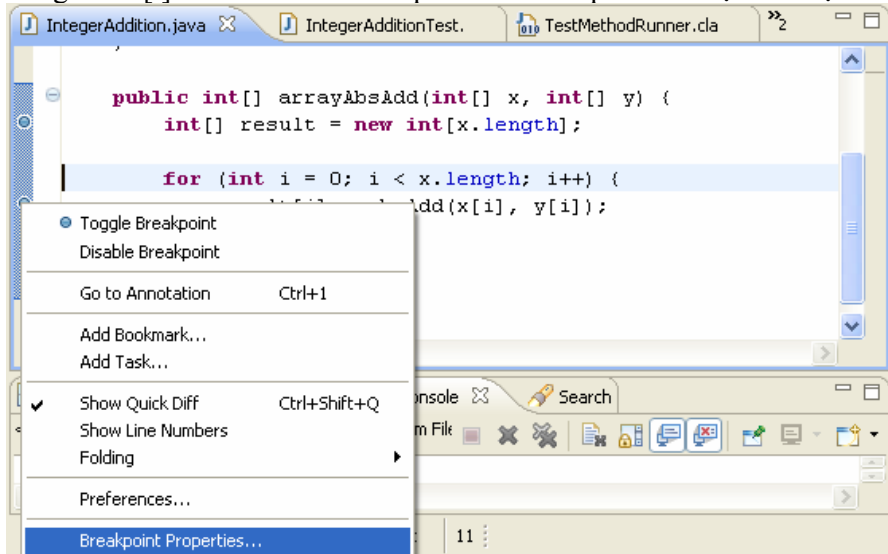 IntegerAddition.java IntegerAdditionTest. TestMethodRunner.cla »2
public int[] arrayAbsAdd(int[] x, int[] y) {
int[] result = new int[x.length];
for (int i = 0; i < x.length; i++) {
dd(x[i], y[i]);
Toggle Breakpoint
Disable Breakpoint
Go to Annotation Ctrl+1
Add Bookmark...
Add Task...
Show Quick Diff Ctrl+Shift+Q
Show Line Numbers
Folding
Preferences...
Breakpoint Properties...
nsole Search
m File
11